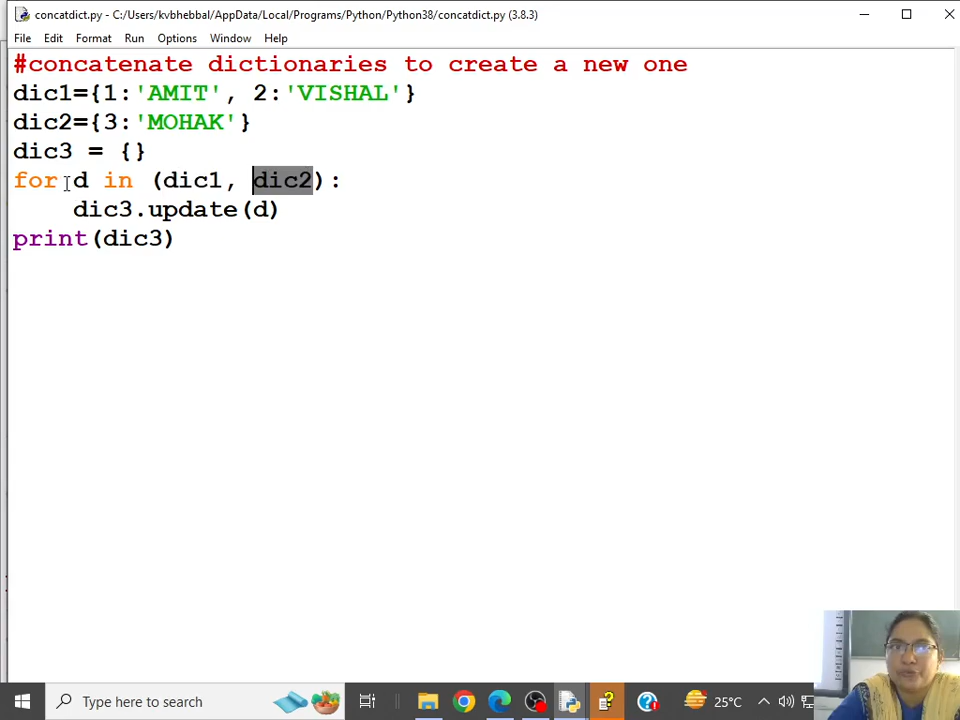 concatdict.py - C:/Users/kvbhebbal/AppData/Local/Programs/Python/Python38/concatdict.py (3.8.3)
File Edit Format Run Options Window Help
#concatenate dictionaries to create a new one
dic1={1:'AMIT', 2:'VISHAL'}
dic2={3:'MOHAK'}
dic3 = {}
for d in (dic1, dic2):
    dic3.update(d)
print(dic3)
Type here to search
25°C